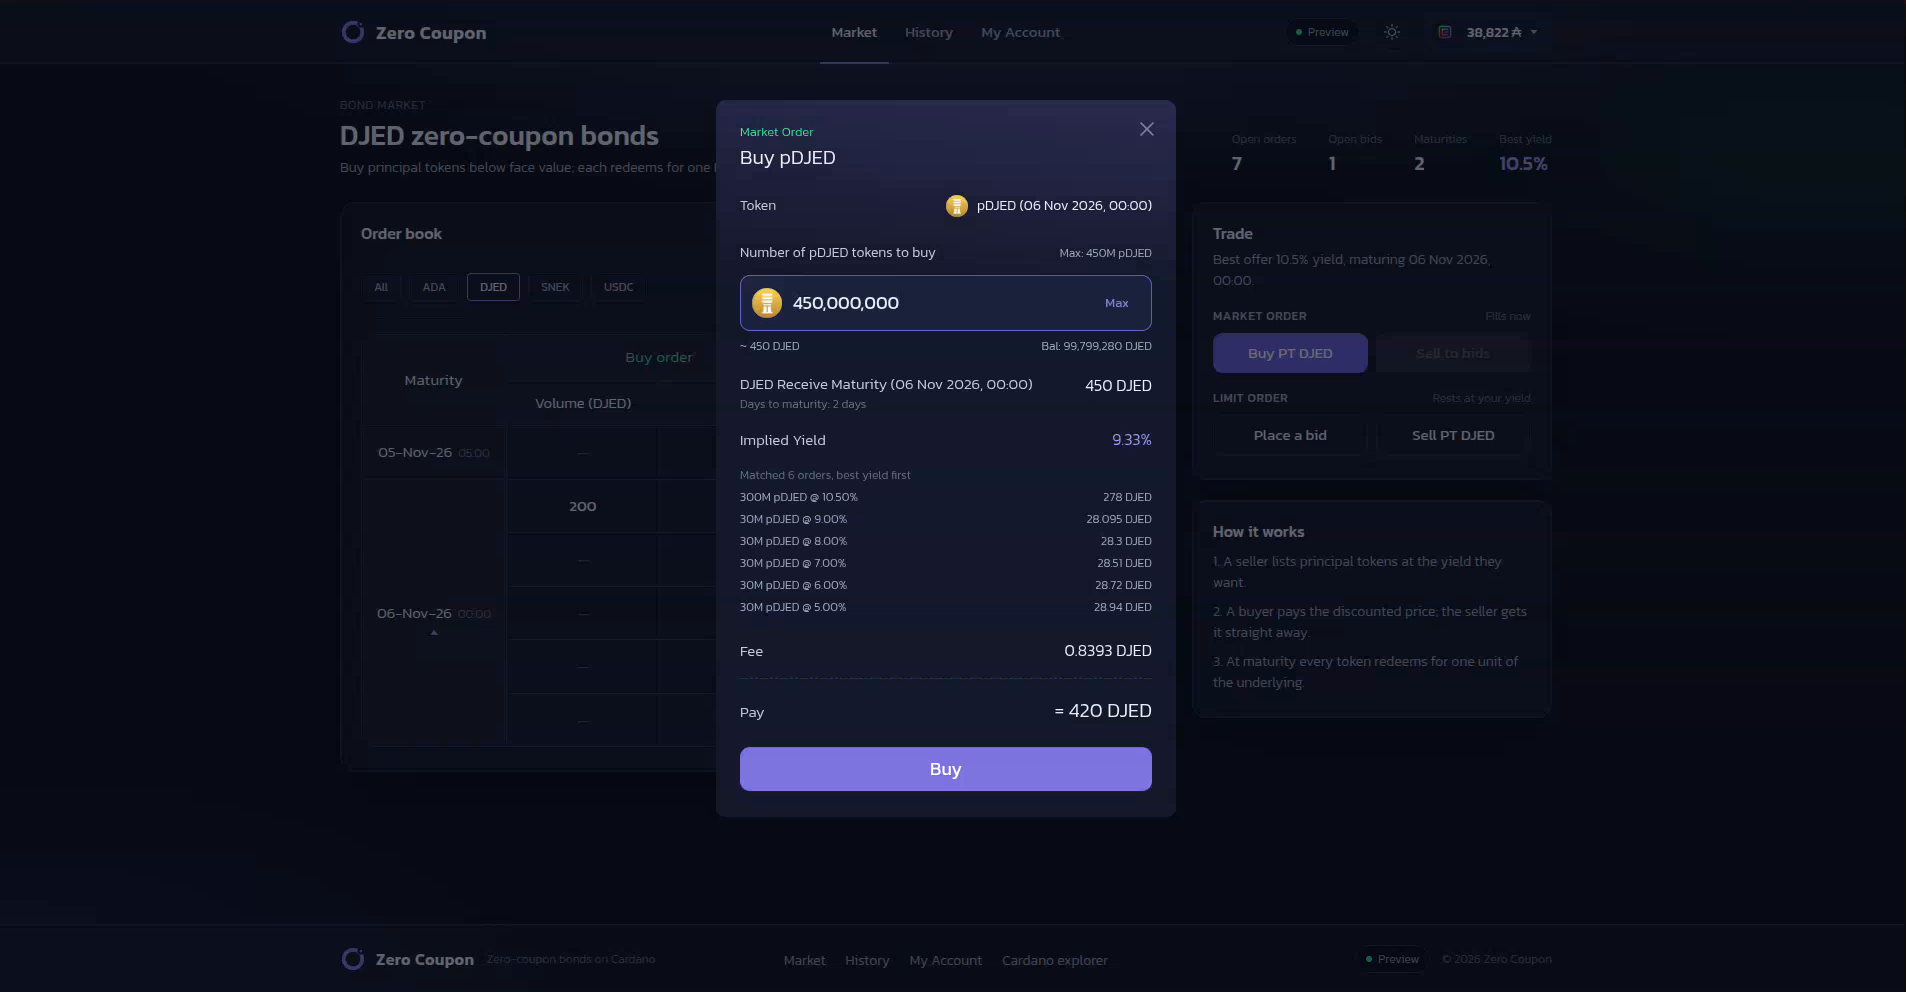 Zero Coupon
Market History My Account
Preview
38,822 ₳
BOND MARKET
DJED zero-coupon bonds
Buy principal tokens below face value; each redeems for one
Open orders Open bids Maturities Best yield
7 1 2 10.5%
Order book
All ADA DJED SNEK USDC
Maturity
Buy order
Volume (DJED)
05-Nov-26 05:00
—
200
—
06-Nov-26 00:00
—
—
—
Market Order
Buy pDJED
Token
pDJED (06 Nov 2026, 00:00)
Number of pDJED tokens to buy
Max: 450M pDJED
450,000,000
Max
~ 450 DJED
Bal: 99,799,280 DJED
DJED Receive Maturity (06 Nov 2026, 00:00)
450 DJED
Days to maturity: 2 days
Implied Yield
9.33%
Matched 6 orders, best yield first
300M pDJED @ 10.50% 278 DJED
30M pDJED @ 9.00% 28.095 DJED
30M pDJED @ 8.00% 28.3 DJED
30M pDJED @ 7.00% 28.51 DJED
30M pDJED @ 6.00% 28.72 DJED
30M pDJED @ 5.00% 28.94 DJED
Fee 0.8393 DJED
Pay = 420 DJED
Buy
Trade
Best offer 10.5% yield, maturing 06 Nov 2026,
00:00.
MARKET ORDER Fills now
Buy PT DJED Sell to bids
LIMIT ORDER Rests at your yield
Place a bid Sell PT DJED
How it works
1. A seller lists principal tokens at the yield they
want.
2. A buyer pays the discounted price; the seller gets
it straight away.
3. At maturity every token redeems for one unit of
the underlying.
Zero Coupon Zero-coupon bonds on Cardano
Market History My Account Cardano explorer
Preview © 2026 Zero Coupon